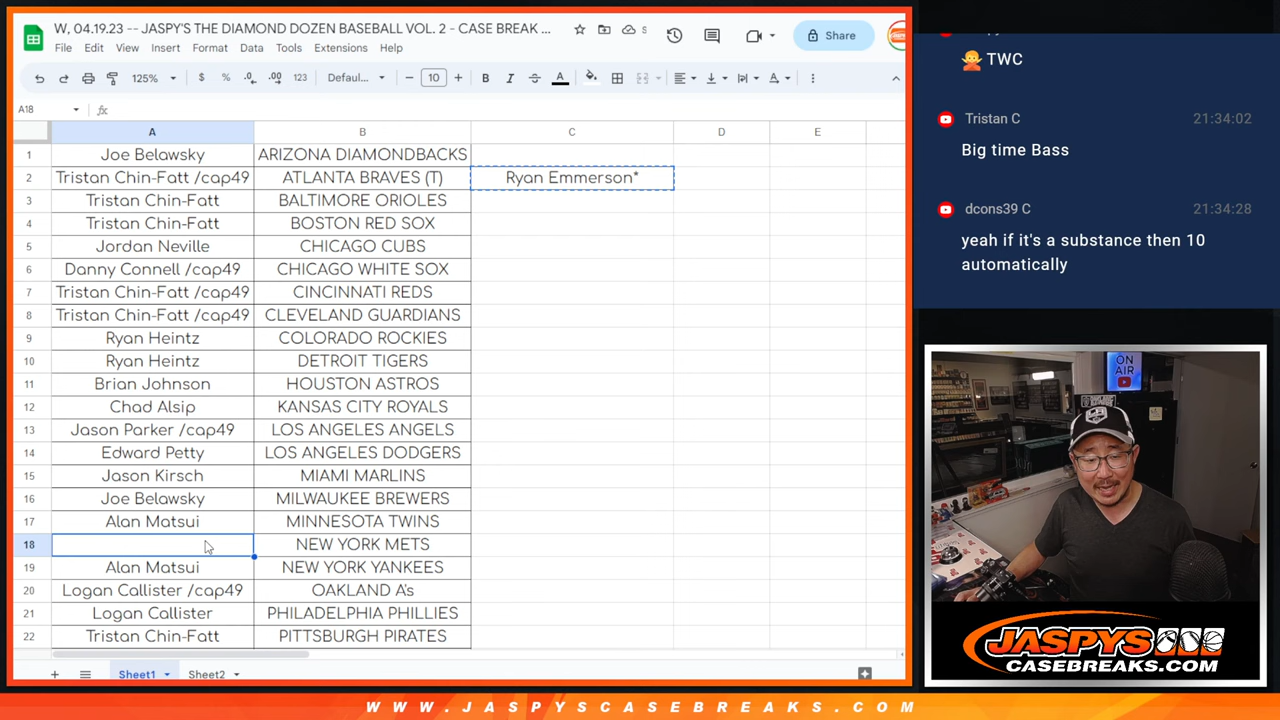 W, 04.19.23 -- JASPY'S THE DIAMOND DOZEN BASEBALL VOL. 2 - CASE BREAK ...
File Edit View Insert Format Data Tools Extensions Help
Share
125% $ % .0 .00 123 Defaul... 10 B I A
A18 fx
A B C D E
1 Joe Belawsky ARIZONA DIAMONDBACKS
2 Tristan Chin-Fatt /cap49 ATLANTA BRAVES (T) Ryan Emmerson*
3 Tristan Chin-Fatt BALTIMORE ORIOLES
4 Tristan Chin-Fatt BOSTON RED SOX
5 Jordan Neville CHICAGO CUBS
6 Danny Connell /cap49 CHICAGO WHITE SOX
7 Tristan Chin-Fatt /cap49 CINCINNATI REDS
8 Tristan Chin-Fatt /cap49 CLEVELAND GUARDIANS
9 Ryan Heintz COLORADO ROCKIES
10 Ryan Heintz DETROIT TIGERS
11 Brian Johnson HOUSTON ASTROS
12 Chad Alsip KANSAS CITY ROYALS
13 Jason Parker /cap49 LOS ANGELES ANGELS
14 Edward Petty LOS ANGELES DODGERS
15 Jason Kirsch MIAMI MARLINS
16 Joe Belawsky MILWAUKEE BREWERS
17 Alan Matsui MINNESOTA TWINS
18 NEW YORK METS
19 Alan Matsui NEW YORK YANKEES
20 Logan Callister /cap49 OAKLAND A's
21 Logan Callister PHILADELPHIA PHILLIES
22 Tristan Chin-Fatt PITTSBURGH PIRATES
Sheet1 Sheet2
TWC
Tristan C 21:34:02
Big time Bass
dcons39 C 21:34:28
yeah if it's a substance then 10
automatically
ON
AIR
JASPYS
CASEBREAKS.COM
WWW.JASPYSCASEBREAKS.COM